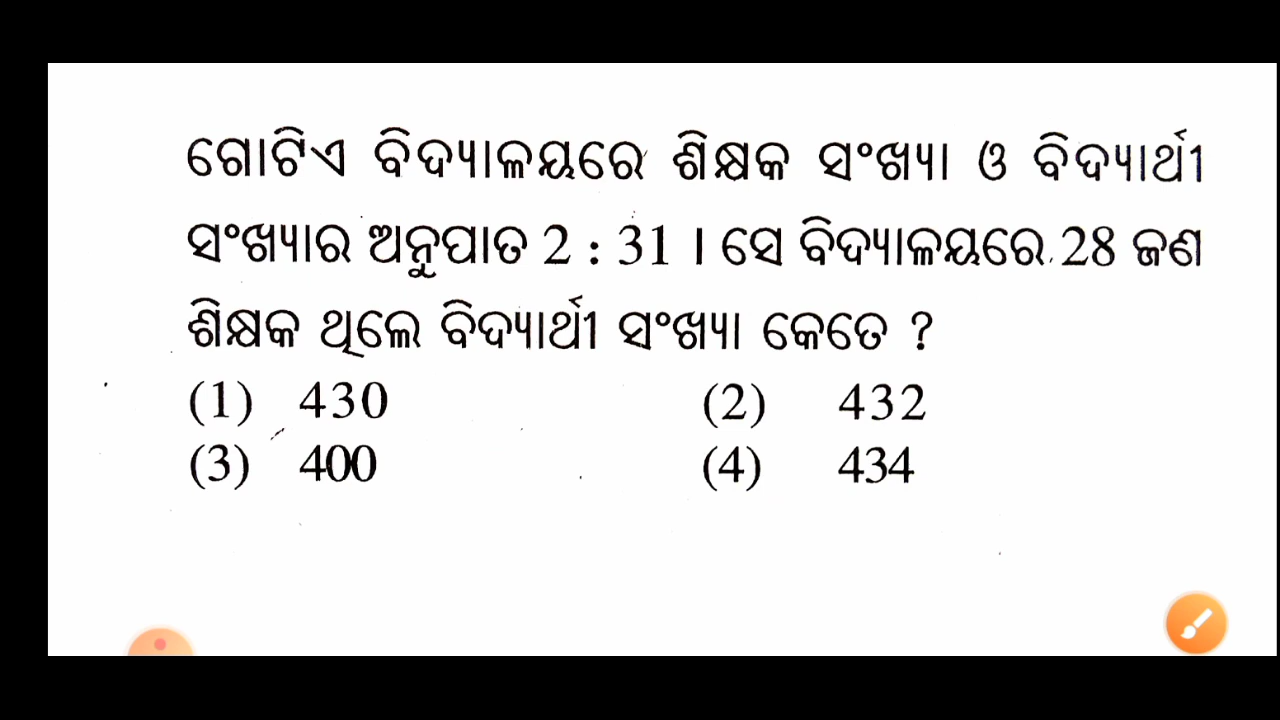 ଗୋଟିଏ ବିଦ୍ୟାଳୟରେ ଶିକ୍ଷକ ସଂଖ୍ୟା ଓ ବିଦ୍ୟାର୍ଥୀ
ସଂଖ୍ୟାର ଅନୁପାତ 2 : 31 । ସେ ବିଦ୍ୟାଳୟରେ 28 ଜଣ
ଶିକ୍ଷକ ଥିଲେ ବିଦ୍ୟାର୍ଥୀ ସଂଖ୍ୟା କେତେ ?
(1) 430 (2) 432
(3) 400 (4) 434